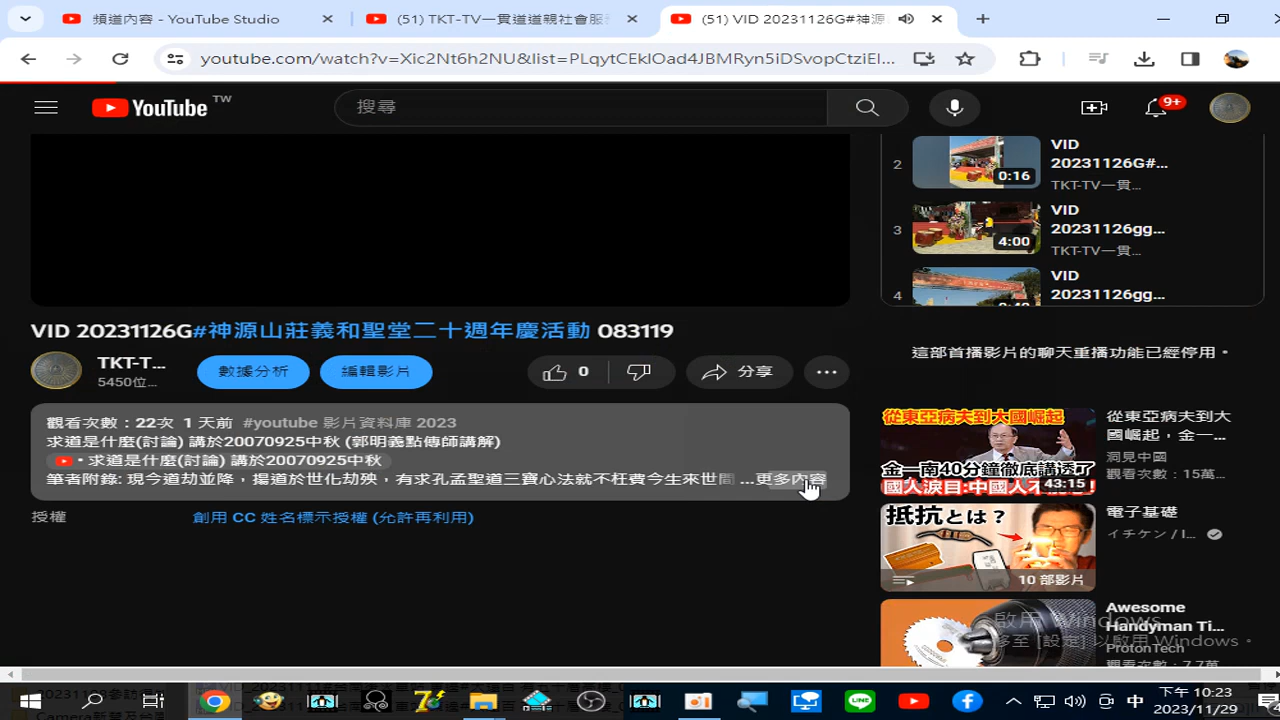 頻道內容 - YouTube Studio
(51) TKT-TV一貫道道親社會服
(51) VID 20231126G#神源
youtube.com/watch?v=Xic2Nt6h2NU&list=PLqytCEklOad4JBMRyn5iDSvopCtziEl...
YouTube TW
搜尋
9+
2
0:16
VID
20231126G#...
TKT-TV一貫...
3
4:00
VID
20231126gg...
TKT-TV一貫...
4
VID
20231126gg...
VID 20231126G#神源山莊義和聖堂二十週年慶活動 083119
TKT-T...
5450位...
數據分析
編輯影片
0
分享
這部首播影片的聊天重播功能已經停用。
觀看次數：22次 1 天前 #youtube 影片資料庫 2023
求道是什麼(討論) 講於20070925中秋 (郭明義點傳師講解)
• 求道是什麼(討論) 講於20070925中秋
筆者附錄: 現今道劫並降，揚道於世化劫殃，有求孔孟聖道三寶心法就不枉費今生來世間 ...更多內容
授權
創用 CC 姓名標示授權 (允許再利用)
從東亞病夫到大國崛起
金一南40分鐘徹底講透了
國人淚目:中國人不
43:15
從東亞病夫到大
國崛起，金一...
洞見中國
觀看次數：15萬...
抵抗とは？
10 部影片
電子基礎
イチケン / I...
Awesome
Handyman Ti...
ProtonTech
觀看次數：7.7萬
啟用 Windows
移至 [設定] 以啟用 Windows。
中
下午 10:23
2023/11/29